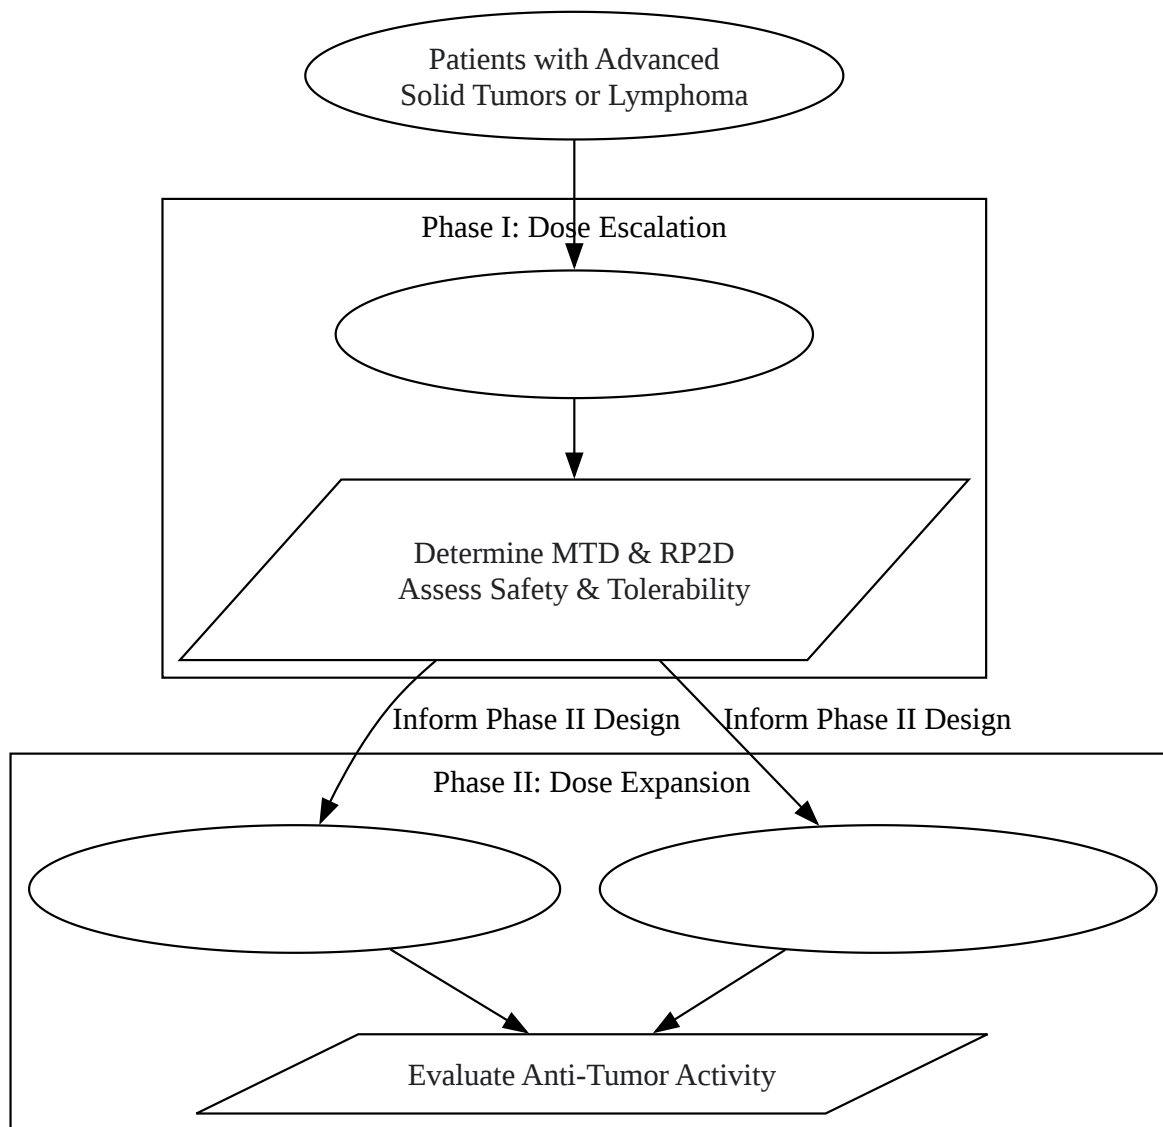 Patients with Advanced
Solid Tumors or Lymphoma
Phase I: Dose Escalation
Determine MTD & RP2D
Assess Safety & Tolerability
Inform Phase II Design
Inform Phase II Design
Phase II: Dose Expansion
Evaluate Anti-Tumor Activity